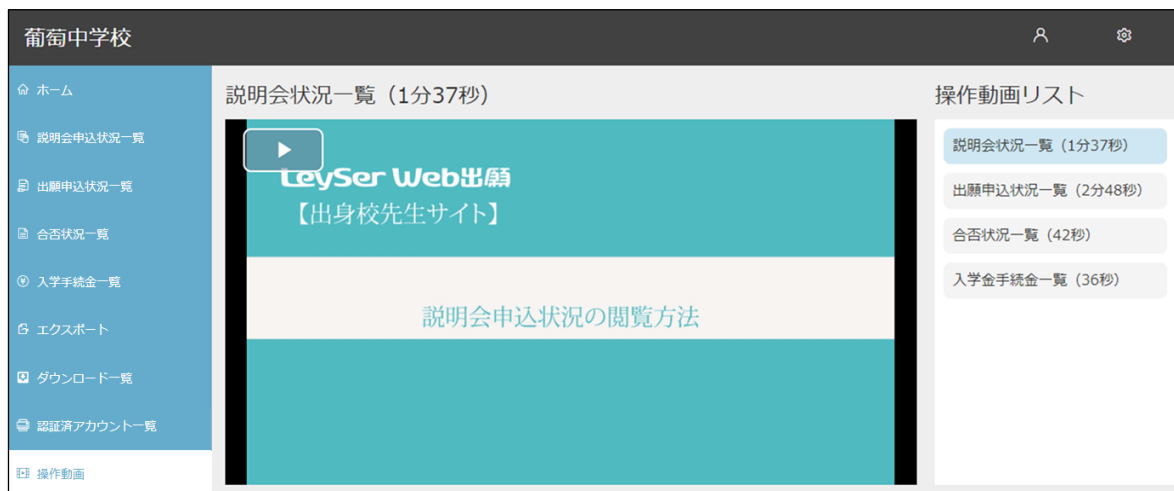 葡萄中学校
ホーム
説明会申込状況一覧
出願申込状況一覧
合否状況一覧
入学手続金一覧
エクスポート
ダウンロード一覧
認証済アカウント一覧
操作動画
説明会状況一覧（1分37秒）
LeySer Web出願
【出身校先生サイト】
説明会申込状況の閲覧方法
操作動画リスト
説明会状況一覧（1分37秒）
出願申込状況一覧（2分48秒）
合否状況一覧（42秒）
入学金手続金一覧（36秒）